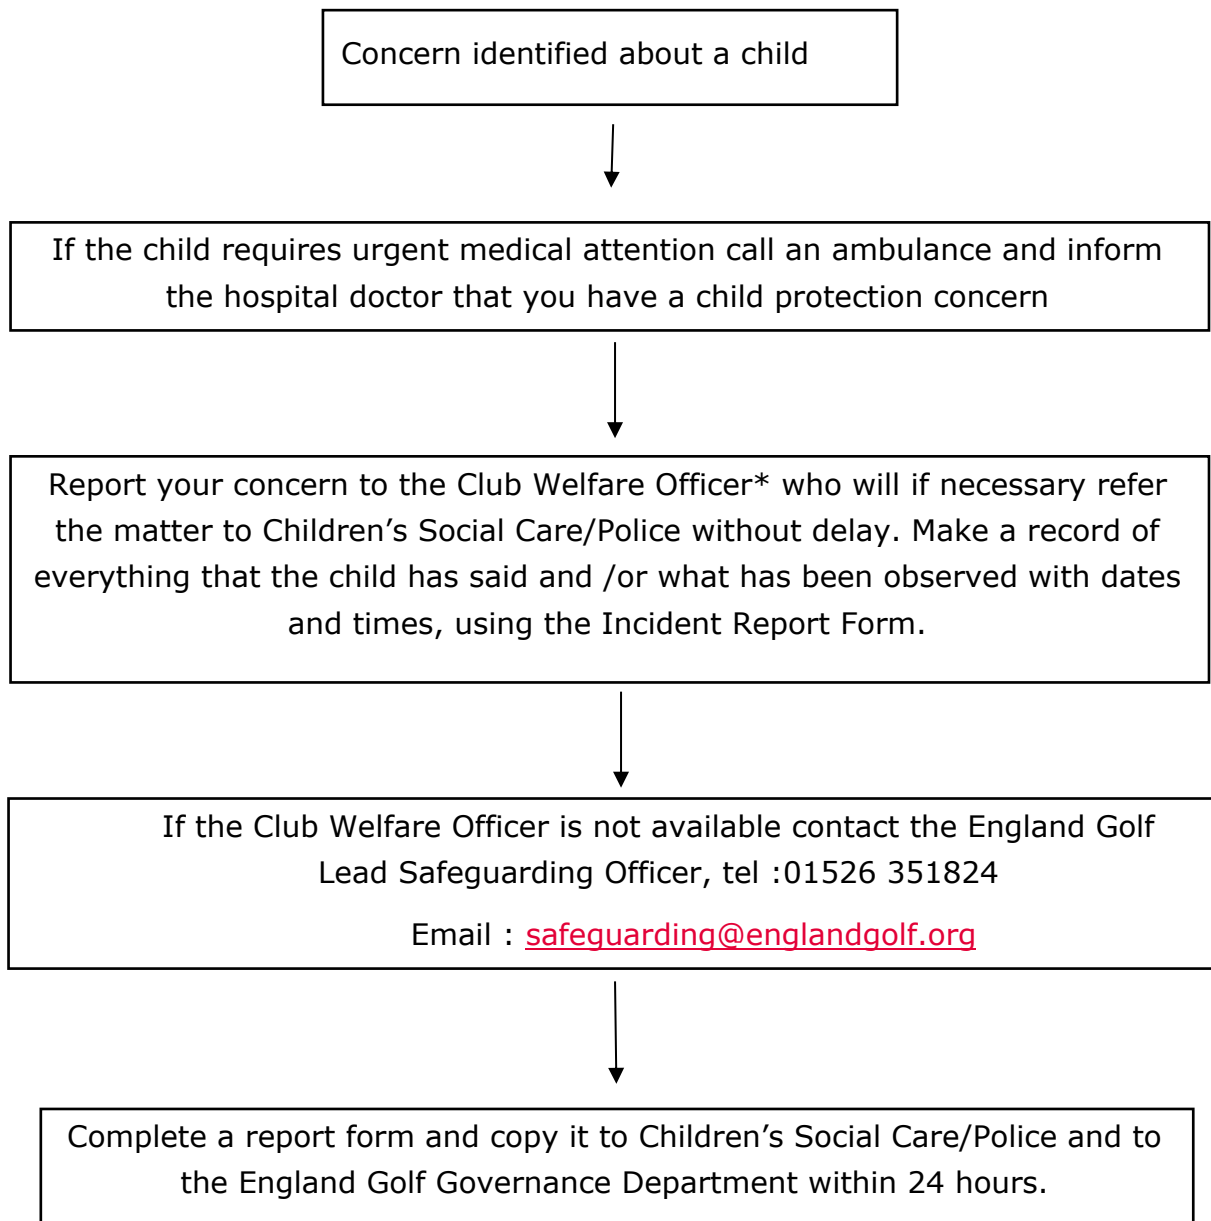 Concern identified about a child
If the child requires urgent medical attention call an ambulance and inform
the hospital doctor that you have a child protection concern
Report your concern to the Club Welfare Officer* who will if necessary refer
the matter to Children’s Social Care/Police without delay. Make a record of
everything that the child has said and /or what has been observed with dates
and times, using the Incident Report Form.
If the Club Welfare Officer is not available contact the England Golf
Lead Safeguarding Officer, tel :01526 351824
Email : safeguarding@englandgolf.org
Complete a report form and copy it to Children’s Social Care/Police and to
the England Golf Governance Department within 24 hours.